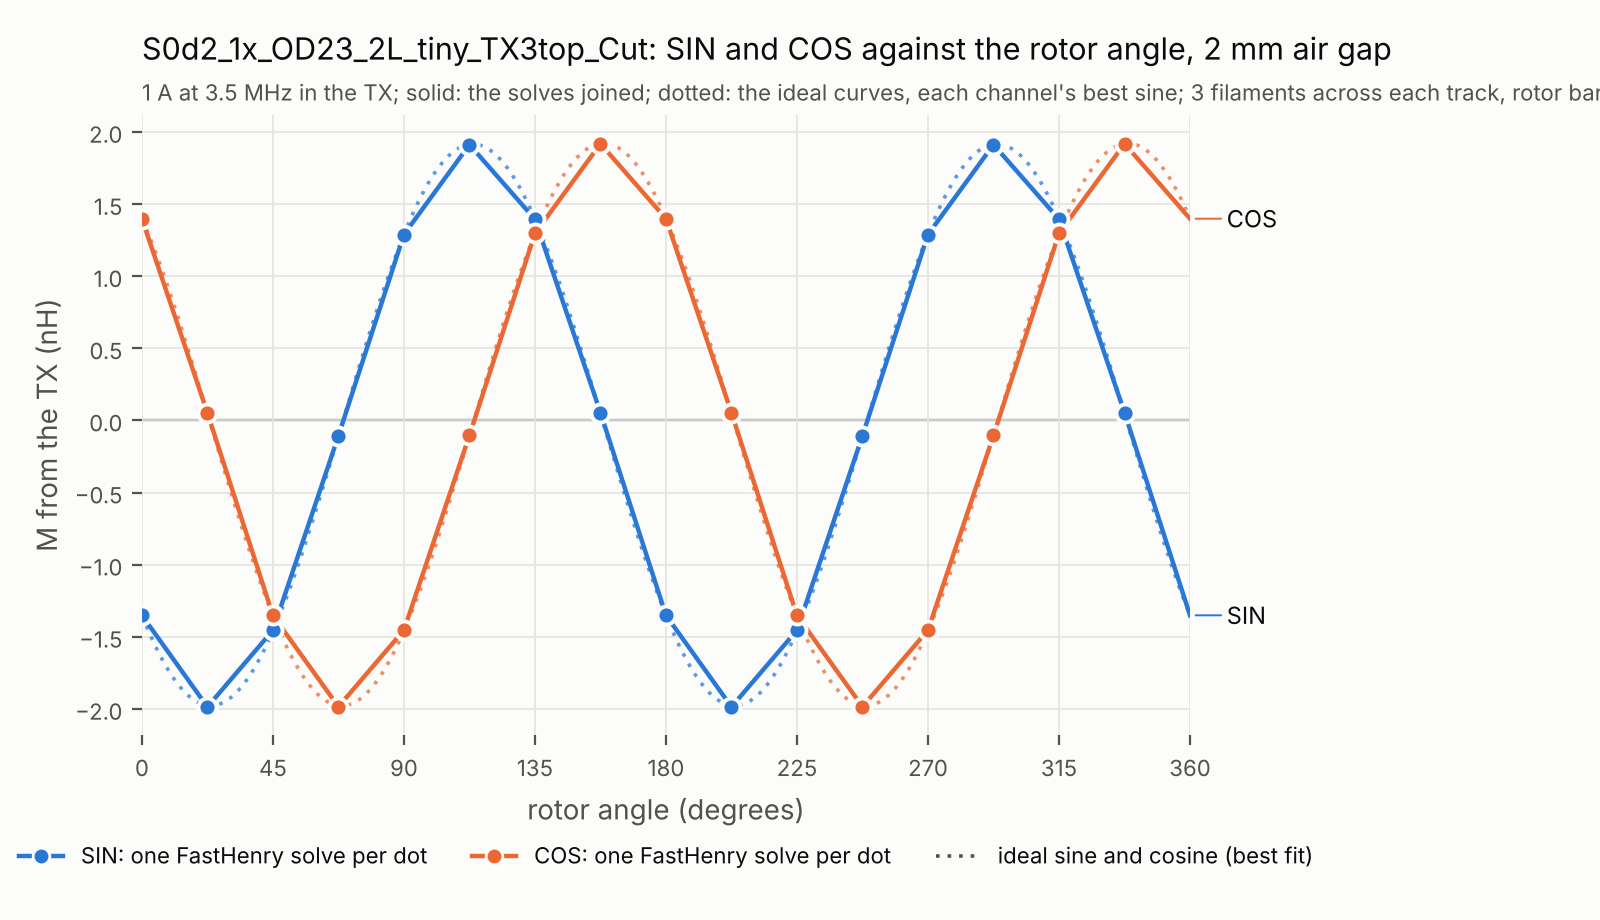 S0d2_1x_OD23_2L_tiny_TX3top_Cut: SIN and COS against the rotor angle, 2 mm air gap
1 A at 3.5 MHz in the TX; solid: the solves joined; dotted: the ideal curves, each channel's best sine; 3 filaments across each track, rotor
M from the TX (nH)
2.0
1.5
1.0
0.5
0.0
−0.5
−1.0
−1.5
−2.0
COS
SIN
0 45 90 135 180 225 270 315 360
rotor angle (degrees)
SIN: one FastHenry solve per dot COS: one FastHenry solve per dot ideal sine and cosine (best fit)